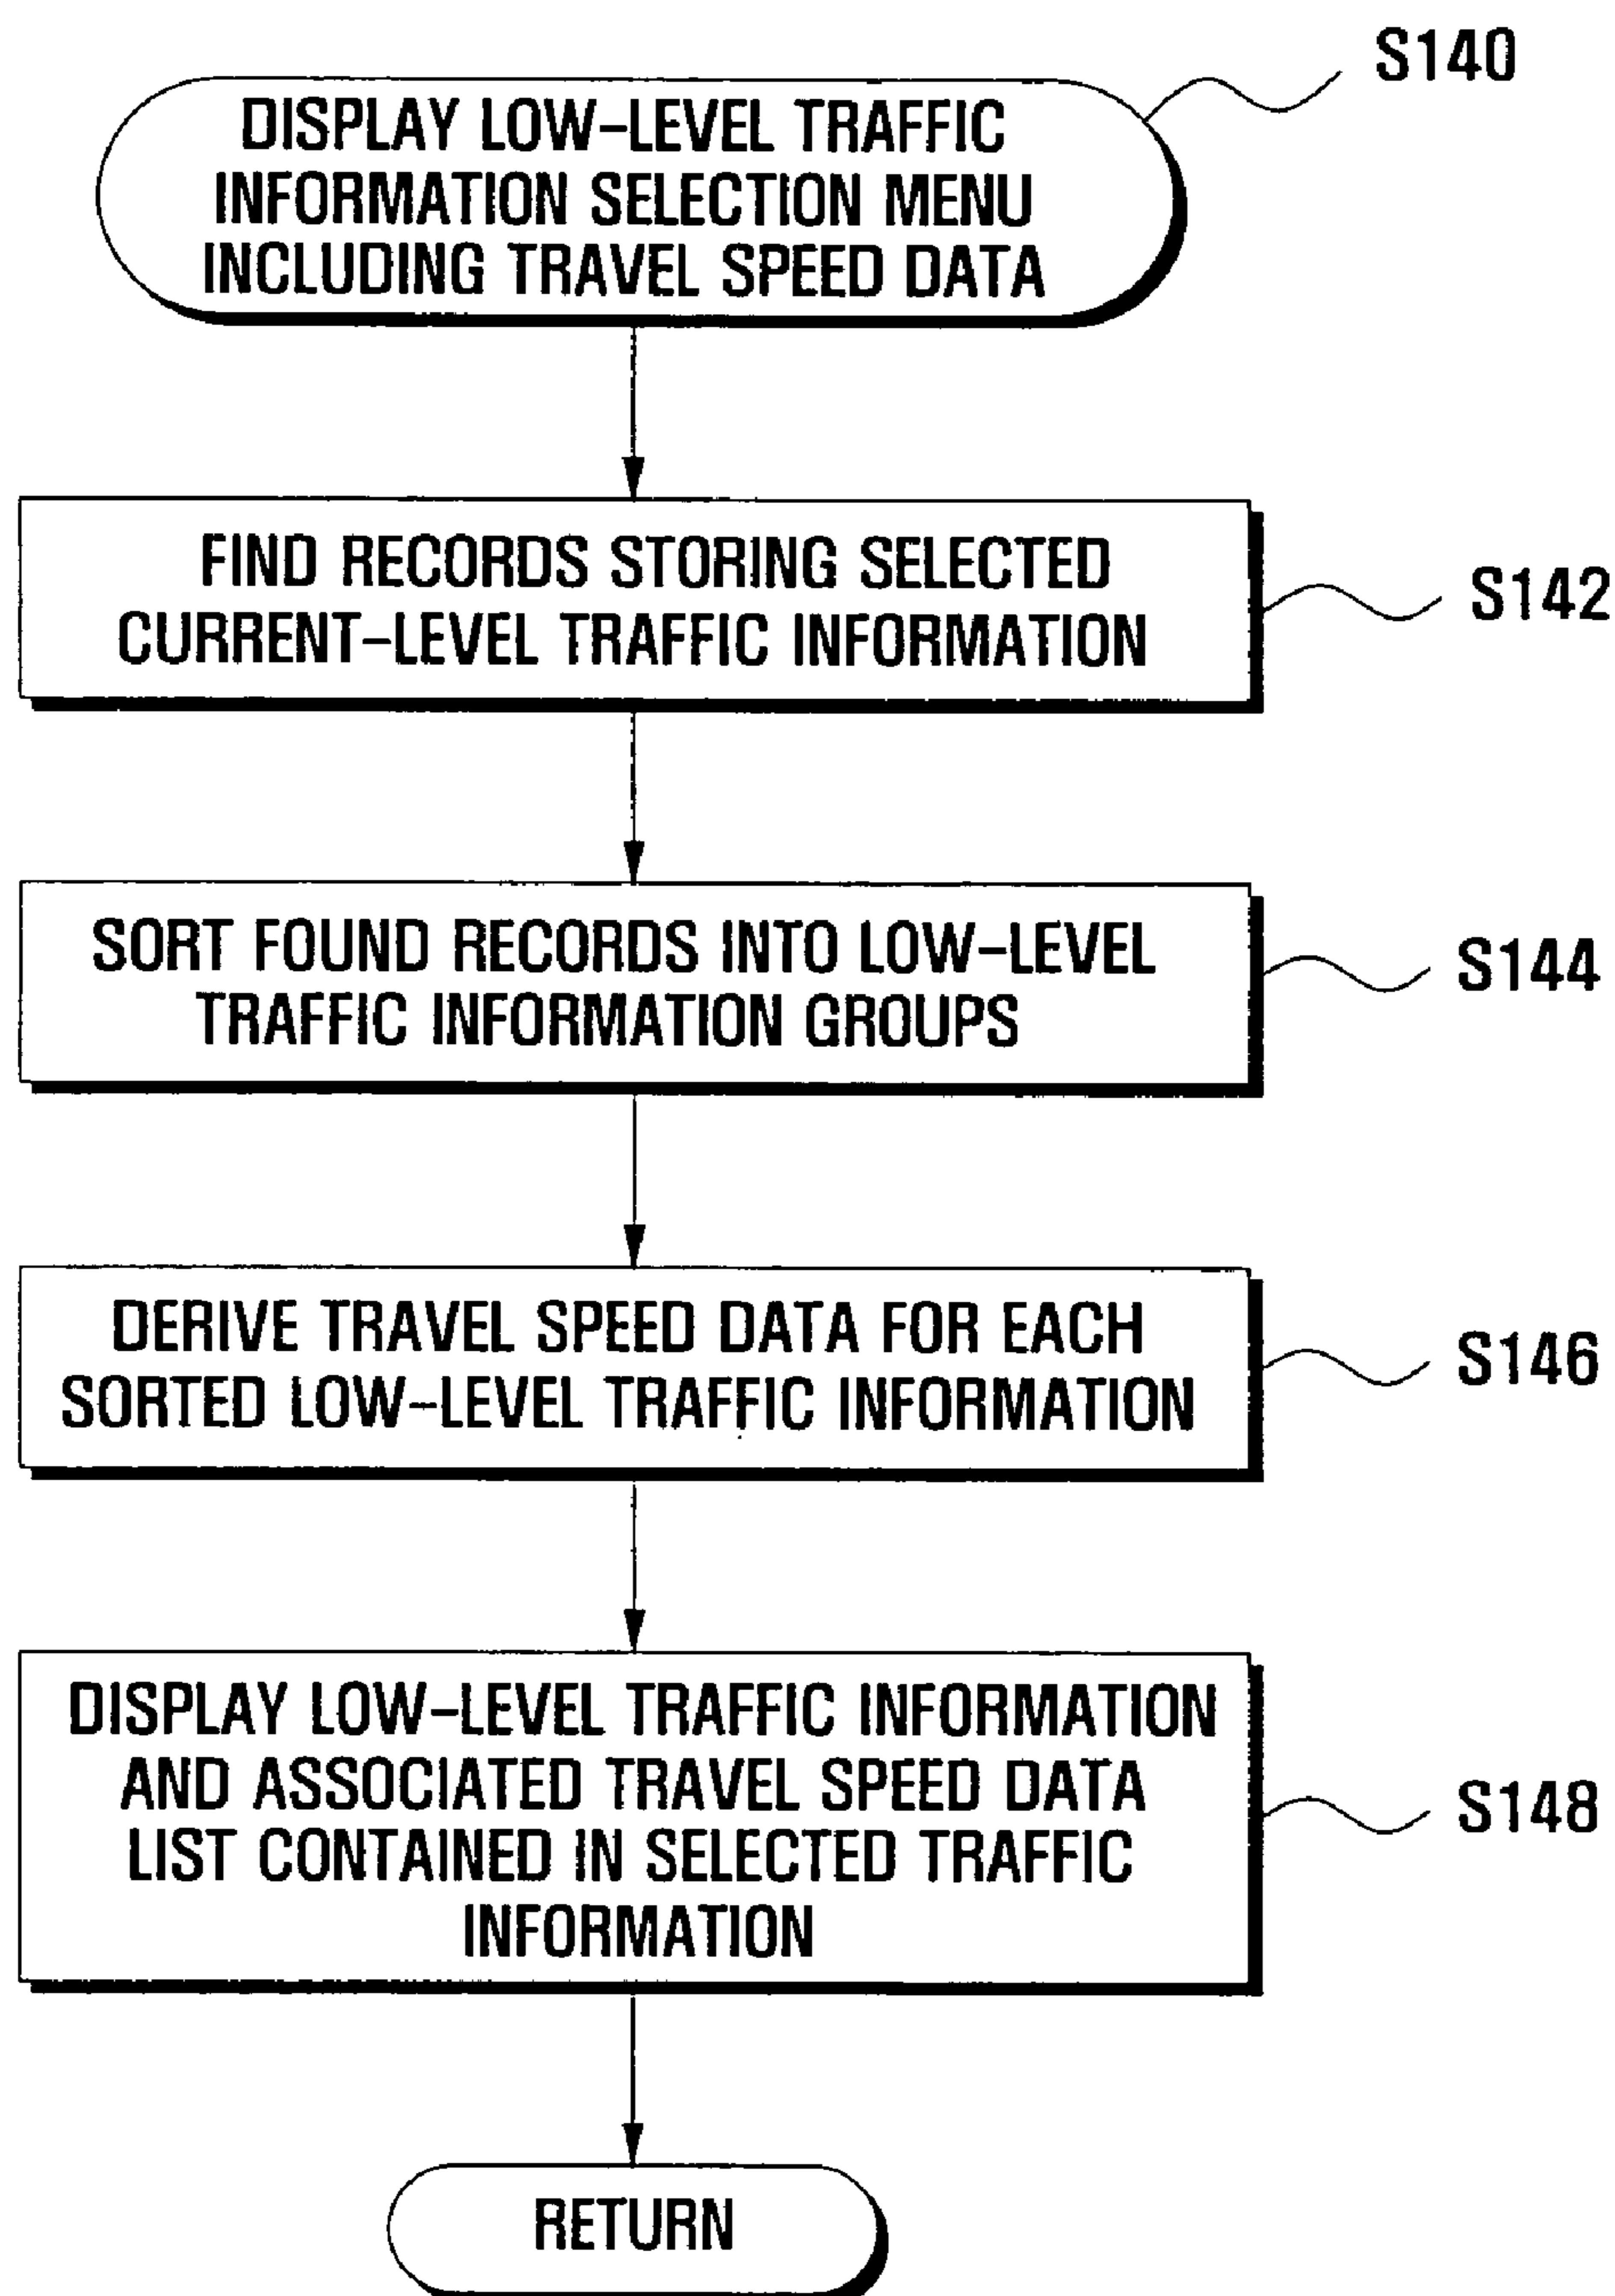 S140
DISPLAY LOW-LEVEL TRAFFIC
INFORMATION SELECTION MENU
INCLUDING TRAVEL SPEED DATA
FIND RECORDS STORING SELECTED
CURRENT-LEVEL TRAFFIC INFORMATION
S142
SORT FOUND RECORDS INTO LOW-LEVEL
TRAFFIC INFORMATION GROUPS
S144
DERIVE TRAVEL SPEED DATA FOR EACH
SORTED LOW-LEVEL TRAFFIC INFORMATION
S146
DISPLAY LOW-LEVEL TRAFFIC INFORMATION
AND ASSOCIATED TRAVEL SPEED DATA
LIST CONTAINED IN SELECTED TRAFFIC
INFORMATION
S148
RETURN